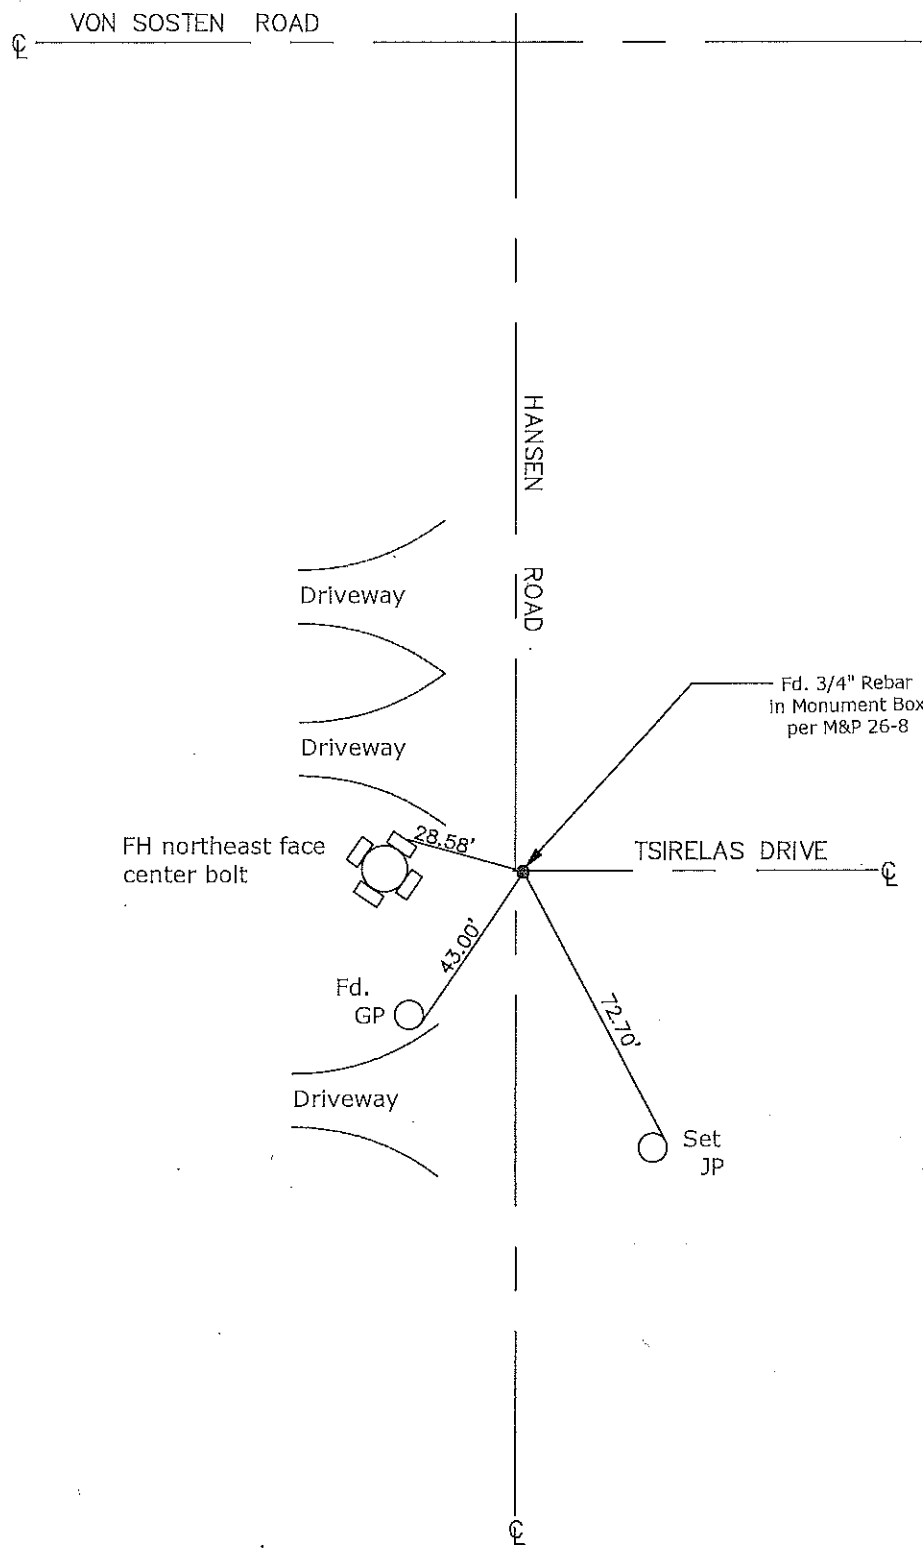 VON SOSTEN ROAD
℄
HANSEN
ROAD
Driveway
Fd. 3/4" Rebar
in Monument Box
per M&P 26-8
Driveway
28.58'
FH northeast face
center bolt
TSIRELAS DRIVE
℄
43.00'
Fd.
GP
72.70'
Driveway
Set
JP
℄